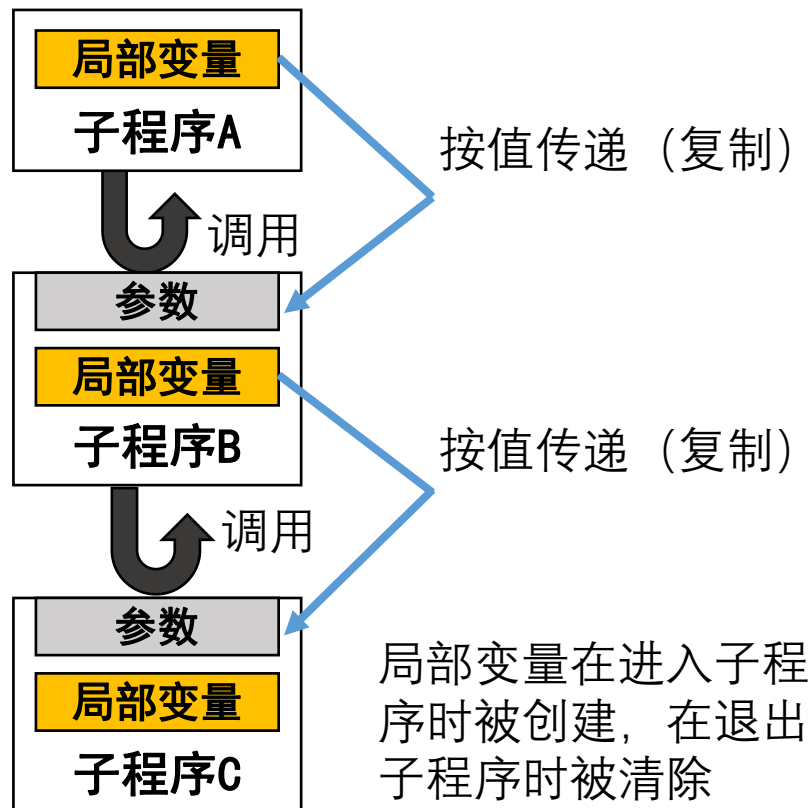 局部变量
子程序A
按值传递（复制）
调用
参数
局部变量
子程序B
按值传递（复制）
调用
参数
局部变量
子程序C
局部变量在进入子程
序时被创建，在退出
子程序时被清除